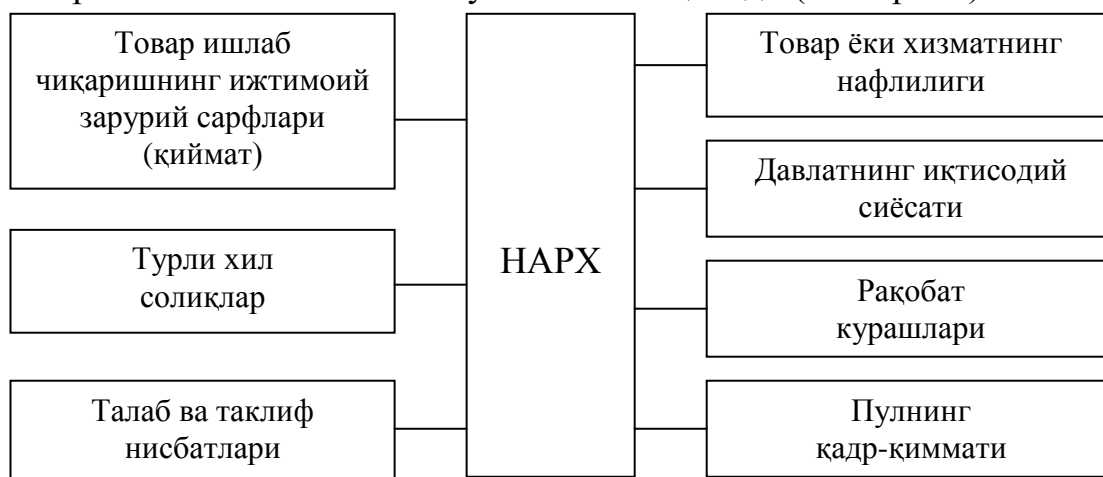 Товар ишлаб
чиқаришнинг ижтимоий
зарурий сарфлари
(қиймат)
Турли хил
солиқлар
Талаб ва таклиф
нисбатлари
НАРХ
Товар ёки хизматнинг
нафлилиги
Давлатнинг иқтисодий
сиёсати
Рақобат
курашлари
Пулнинг
қадр-қиммати